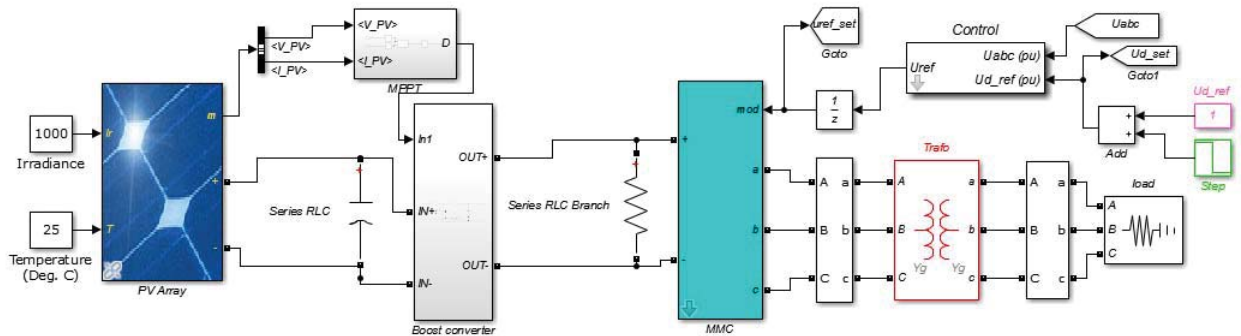 <V_PV>
<V_PV>
<I_PV>
<I_PV>
D
MPPT
uref_set
Goto
Control
Uabc
Uabc (pu)
Uref
Ud_ref (pu)
Ud_set
Goto1
Ud_ref
1
1
z
+
+
Add
Step
1000
Irradiance
Ir
m
25
Temperature
(Deg. C)
T
+
-
PV Array
Series RLC
+
In1
IN+
IN-
OUT+
OUT-
Boost converter
Series RLC Branch
+
+
-
mod
a
b
c
MMC
A
B
C
a
b
c
Trafo
A
B
C
a
b
c
Yg
Yg
A
B
C
a
b
c
load
A
B
C